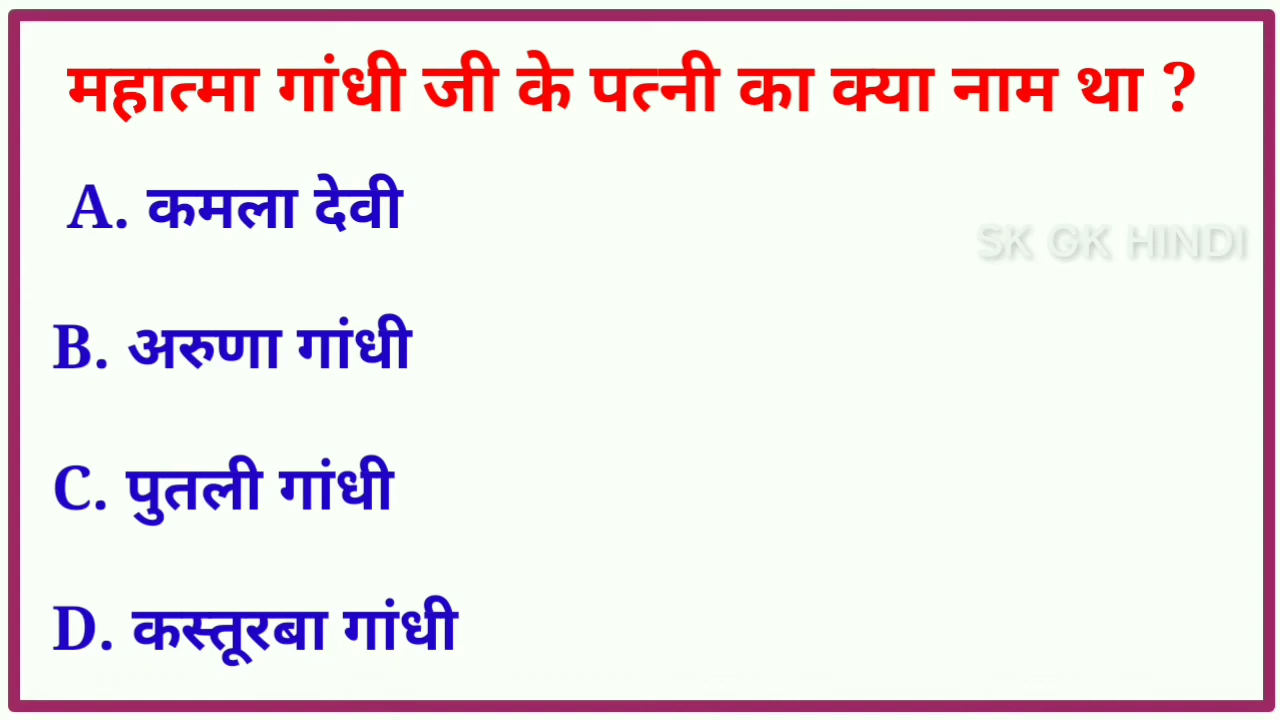 महात्मा गांधी जी के पत्नी का क्या नाम था ?
A. कमला देवी
SK GK HINDI
B. अरुणा गांधी
C. पुतली गांधी
D. कस्तूरबा गांधी